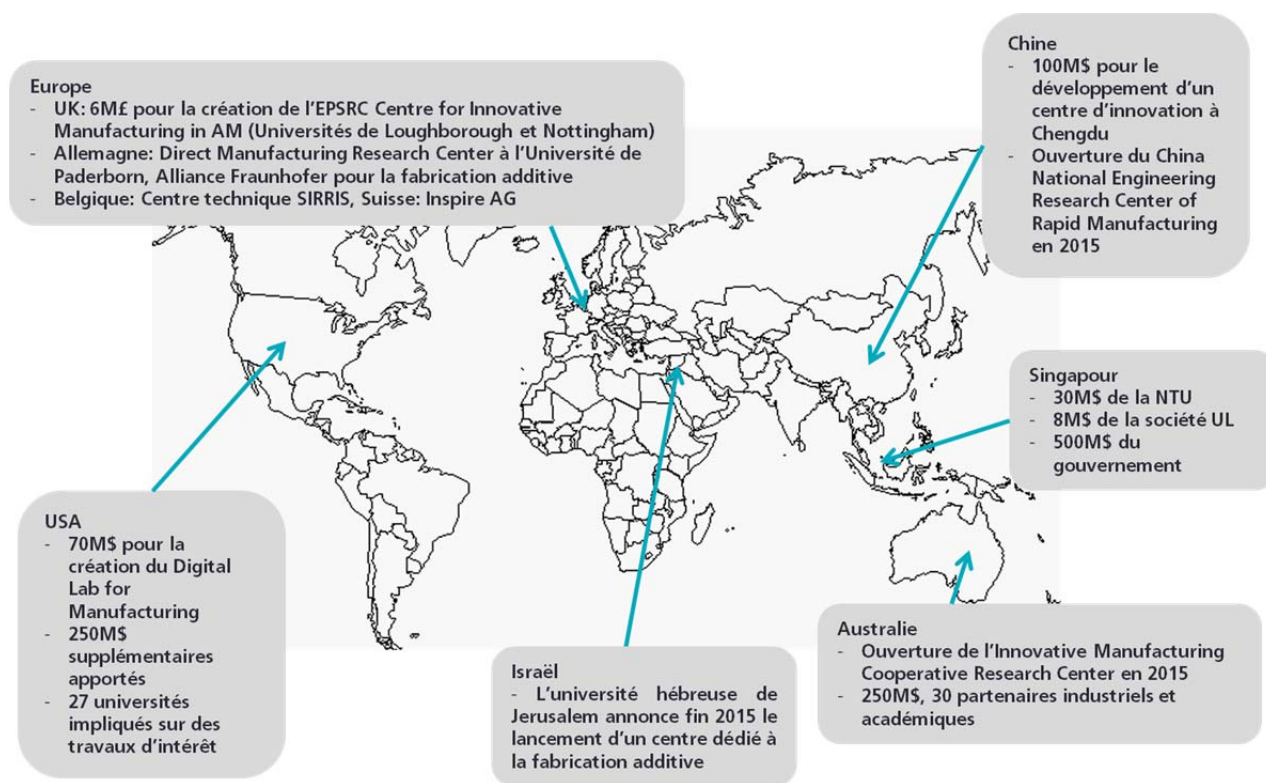 Europe
- UK: 6M£ pour la création de l'EPSRC Centre for Innovative
Manufacturing in AM (Universités de Loughborough et Nottingham)
- Allemagne: Direct Manufacturing Research Center à l'Université de
Paderborn, Alliance Fraunhofer pour la fabrication additive
- Belgique: Centre technique SIRRIS, Suisse: Inspire AG
Chine
- 100M$ pour le
développement d'un
centre d'innovation à
Chengdu
- Ouverture du China
National Engineering
Research Center of
Rapid Manufacturing
en 2015
Singapour
- 30M$ de la NTU
- 8M$ de la société UL
- 500M$ du
gouvernement
USA
- 70M$ pour la
création du Digital
Lab for
Manufacturing
- 250M$
supplémentaires
apportés
- 27 universités
impliqués sur des
travaux d'intérêt
Israël
- L'université hébreuse de
Jerusalem annonce fin 2015 le
lancement d'un centre dédié à
la fabrication additive
Australie
- Ouverture de l'Innovative Manufacturing
Cooperative Research Center en 2015
- 250M$, 30 partenaires industriels et
académiques